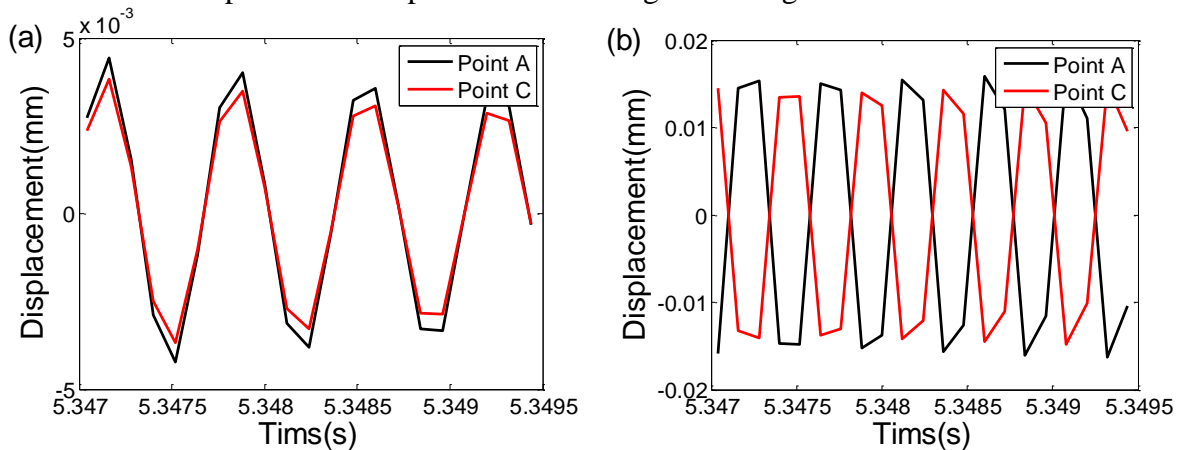 (a)
5 x 10⁻³
Point A
Point C
Displacement(mm)
0
-5
5.347 5.3475 5.348 5.3485 5.349 5.3495
Tims(s)
(b)
0.02
Point A
Point C
0.01
Displacement(mm)
0
-0.01
-0.02
5.347 5.3475 5.348 5.3485 5.349 5.3495
Tims(s)